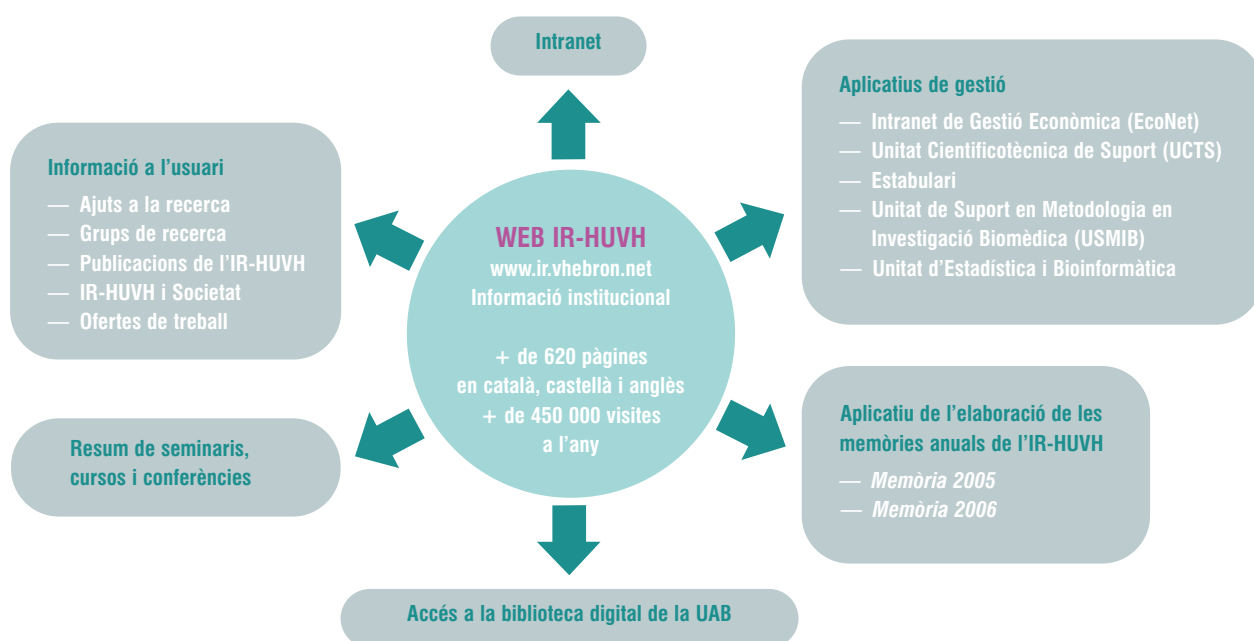 Intranet
Aplicatius de gestió
— Intranet de Gestió Econòmica (EcoNet)
— Unitat Cientificotècnica de Suport (UCTS)
— Estabulari
— Unitat de Suport en Metodologia en
Investigació Biomèdica (USMIB)
— Unitat d’Estadística i Bioinformàtica
Informació a l’usuari
— Ajuts a la recerca
— Grups de recerca
— Publicacions de l’IR-HUVH
— IR-HUVH i Societat
— Ofertes de treball
WEB IR-HUVH
www.ir.vhebron.net
Informació institucional
+ de 620 pàgines
en català, castellà i anglès
+ de 450 000 visites
a l’any
Resum de seminaris,
cursos i conferències
Aplicatiu de l’elaboració de les
memòries anuals de l’IR-HUVH
— Memòria 2005
— Memòria 2006
Accés a la biblioteca digital de la UAB